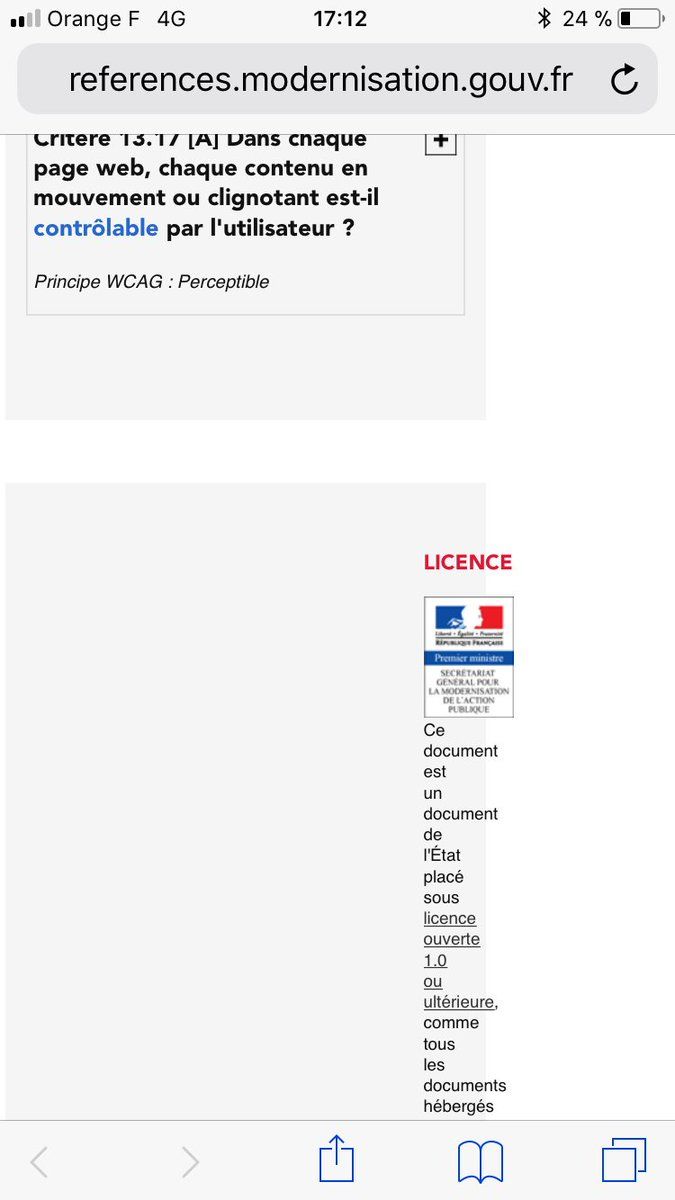 Orange F 4G 17:12 24 %
references.modernisation.gouv.fr
Critère 13.17 [A] Dans chaque
page web, chaque contenu en
mouvement ou clignotant est-il
contrôlable par l'utilisateur ?
Principe WCAG : Perceptible
LICENCE
Liberté • Égalité • Fraternité
RÉPUBLIQUE FRANÇAISE
Premier ministre
SECRÉTARIAT
GÉNÉRAL POUR
LA MODERNISATION
DE L'ACTION
PUBLIQUE
Ce
document
est
un
document
de
l'État
placé
sous
licence
ouverte
1.0
ou
ultérieure,
comme
tous
les
documents
hébergés